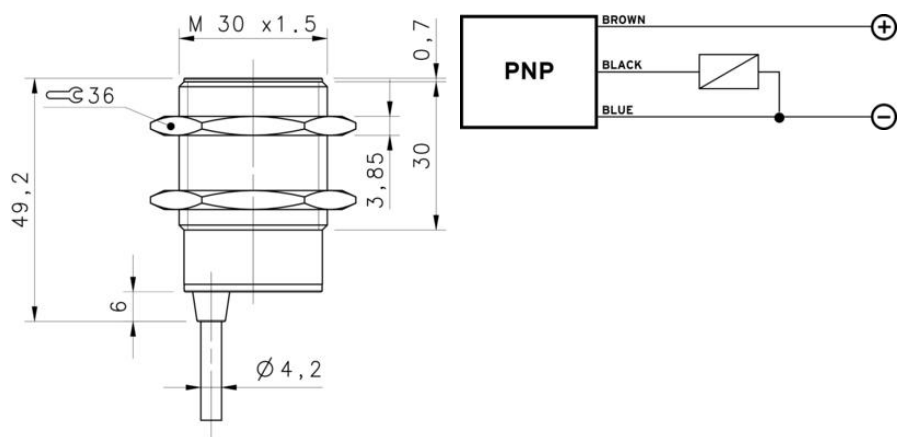 M 30 x1.5
0,7
36
49,2
3,85
30
6
Ø4,2
PNP
BROWN
BLACK
BLUE
+
−